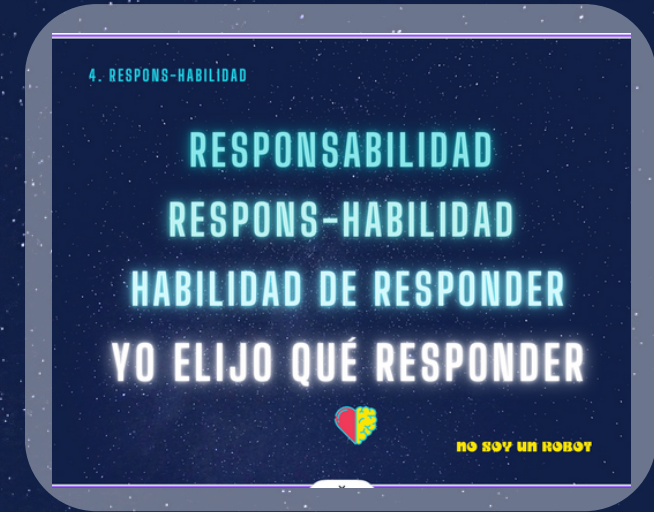 4. RESPONS-HABILIDAD
RESPONSABILIDAD
RESPONS-HABILIDAD
HABILIDAD DE RESPONDER
YO ELIJO QUÉ RESPONDER
NO SOY UN ROBOT